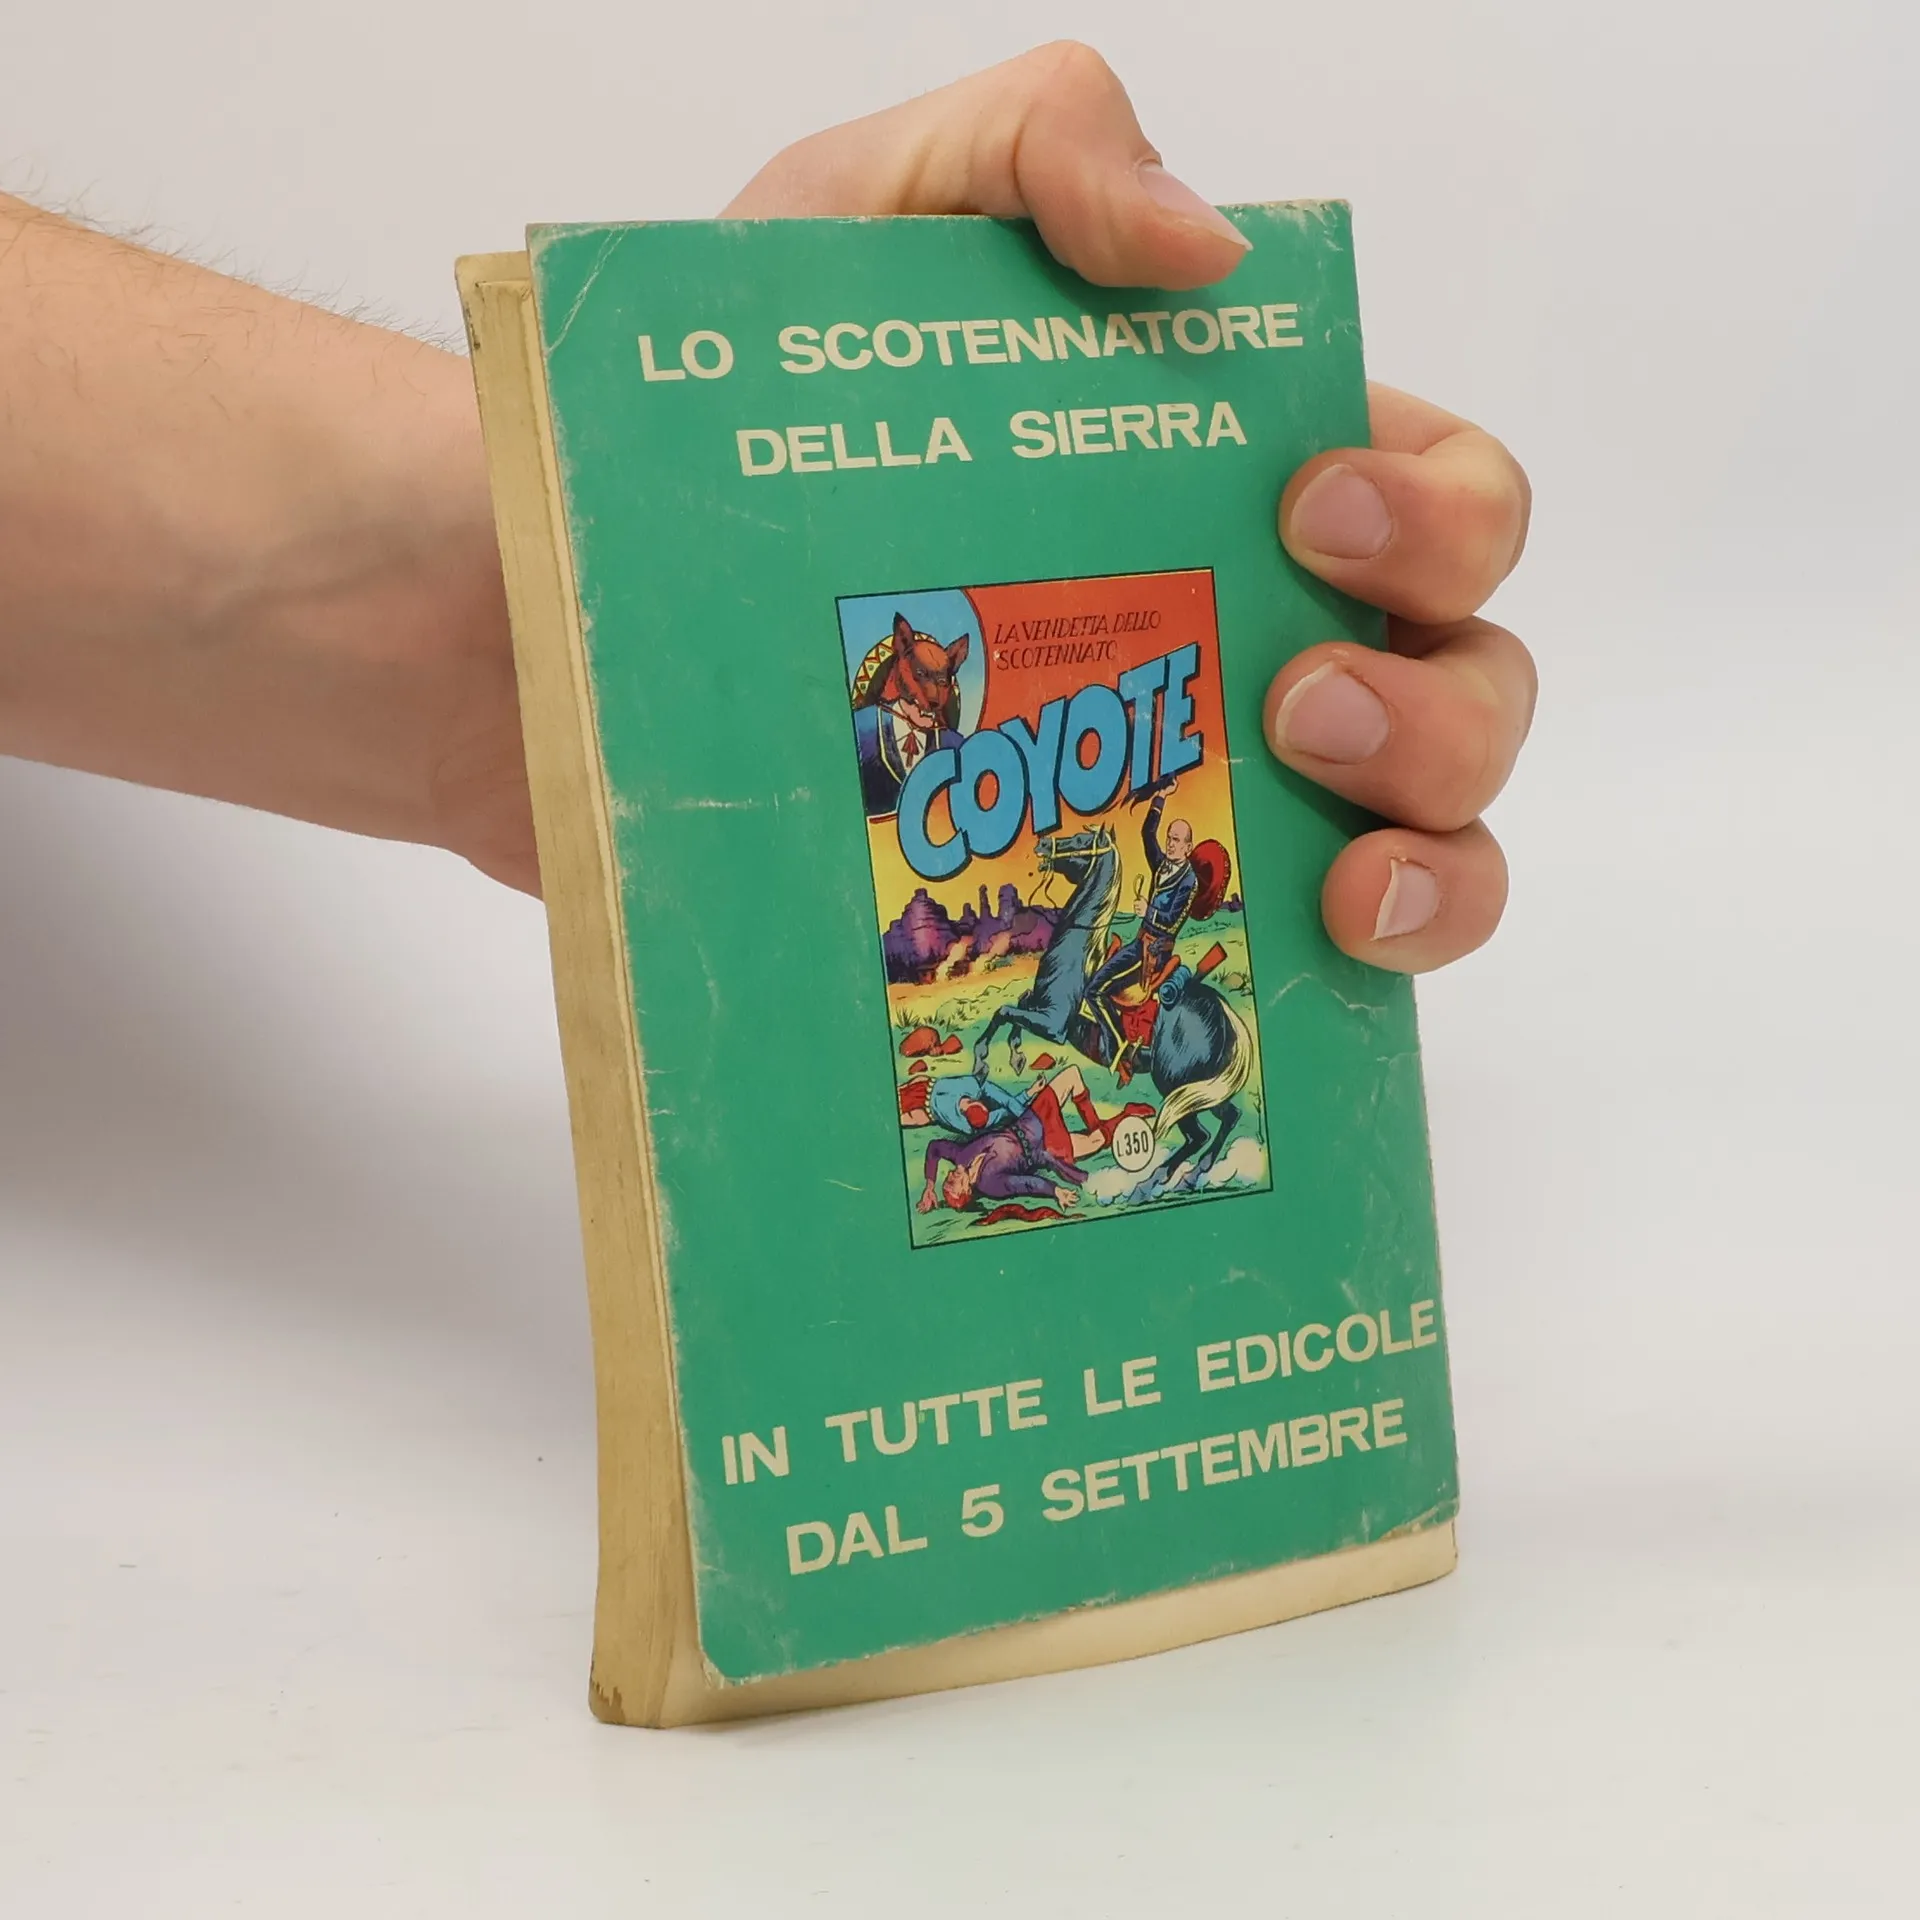 LO SCOTENNATORE
DELLA SIERRA
LA VENDETTA DELLO
SCOTENNATO
COYOTE
L.350
IN TUTTE LE EDICOLE
DAL 5 SETTEMBRE